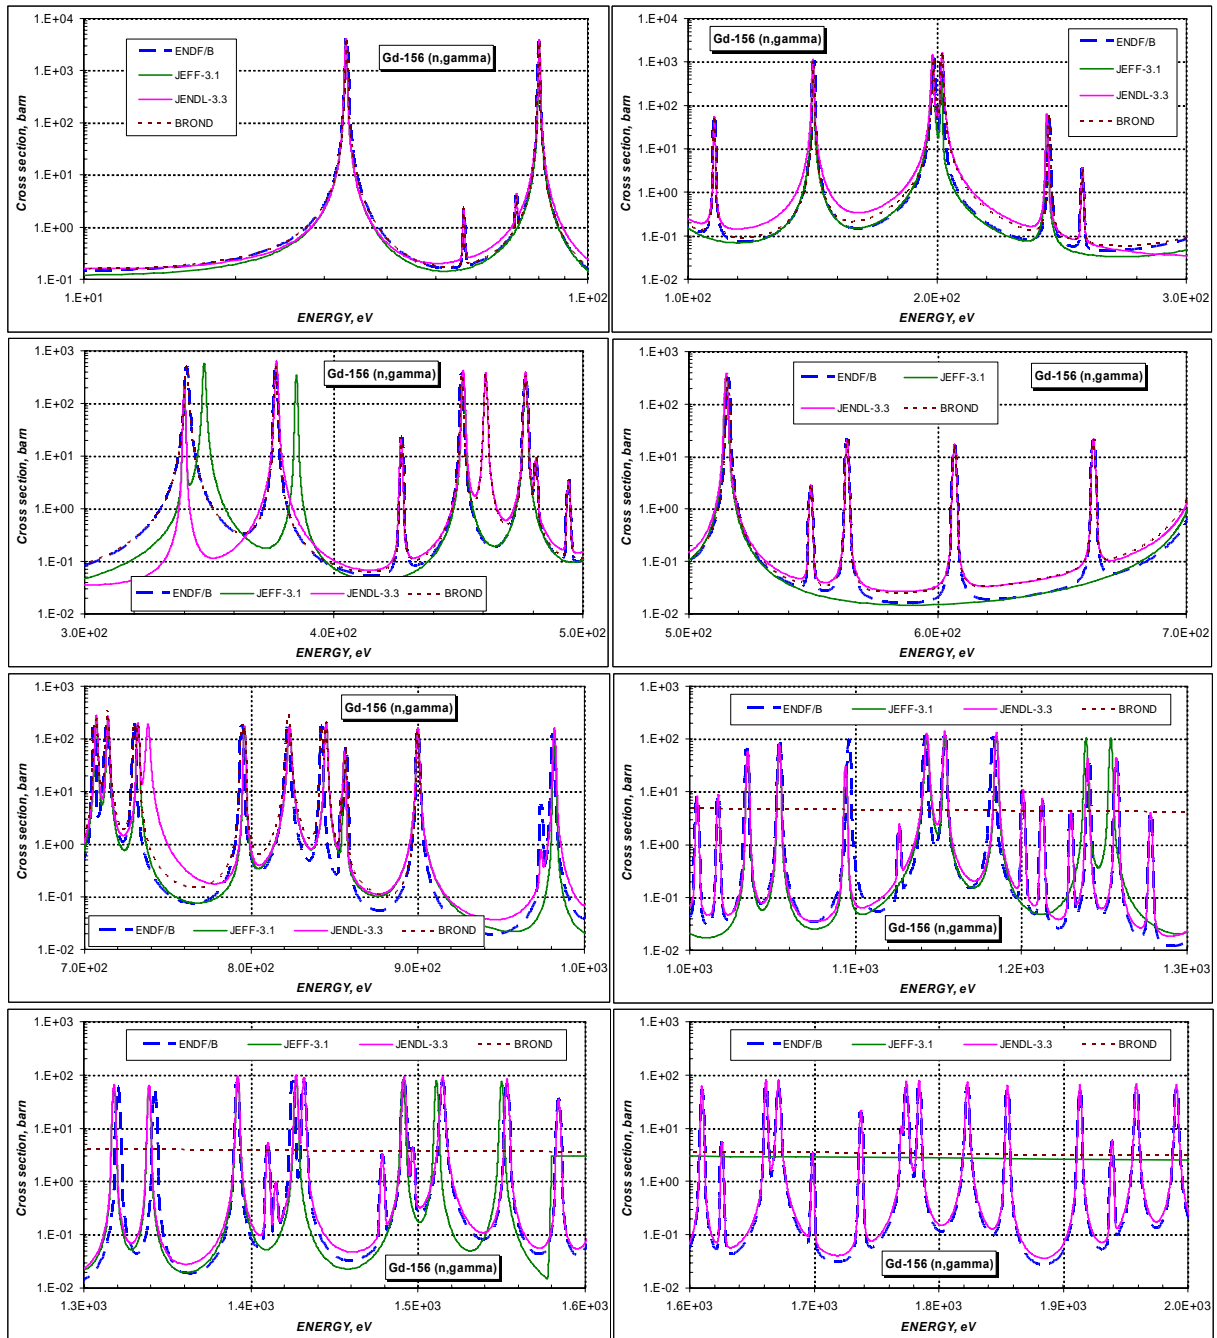 1.E+04
1.E+03
1.E+02
1.E+01
1.E+00
1.E-01
Cross section, barn
ENDF/B
JEFF-3.1
JENDL-3.3
BROND
Gd-156 (n,gamma)
1.E+01
1.E+02
ENERGY, eV
1.E+04
1.E+03
1.E+02
1.E+01
1.E+00
1.E-01
1.E-02
Cross section, barn
Gd-156 (n,gamma)
ENDF/B
JEFF-3.1
JENDL-3.3
BROND
1.0E+02
2.0E+02
3.0E+02
ENERGY, eV
1.E+03
1.E+02
1.E+01
1.E+00
1.E-01
1.E-02
Cross section, barn
Gd-156 (n,gamma)
ENDF/B
JEFF-3.1
JENDL-3.3
BROND
3.0E+02
4.0E+02
5.0E+02
ENERGY, eV
1.E+03
1.E+02
1.E+01
1.E+00
1.E-01
1.E-02
Cross section, barn
ENDF/B
JEFF-3.1
JENDL-3.3
BROND
Gd-156 (n,gamma)
5.0E+02
6.0E+02
7.0E+02
ENERGY, eV
1.E+03
1.E+02
1.E+01
1.E+00
1.E-01
1.E-02
Cross section, barn
Gd-156 (n,gamma)
ENDF/B
JEFF-3.1
JENDL-3.3
BROND
7.0E+02
8.0E+02
9.0E+02
1.0E+03
ENERGY, eV
1.E+03
1.E+02
1.E+01
1.E+00
1.E-01
1.E-02
Cross section, barn
ENDF/B
JEFF-3.1
JENDL-3.3
BROND
Gd-156 (n,gamma)
1.0E+03
1.1E+03
1.2E+03
1.3E+03
ENERGY, eV
1.E+03
1.E+02
1.E+01
1.E+00
1.E-01
1.E-02
Cross section, barn
ENDF/B
JEFF-3.1
JENDL-3.3
BROND
Gd-156 (n,gamma)
1.3E+03
1.4E+03
1.5E+03
1.6E+03
ENERGY, eV
1.E+03
1.E+02
1.E+01
1.E+00
1.E-01
1.E-02
Cross section, barn
ENDF/B
JEFF-3.1
JENDL-3.3
BROND
Gd-156 (n,gamma)
1.6E+03
1.7E+03
1.8E+03
1.9E+03
2.0E+03
ENERGY, eV